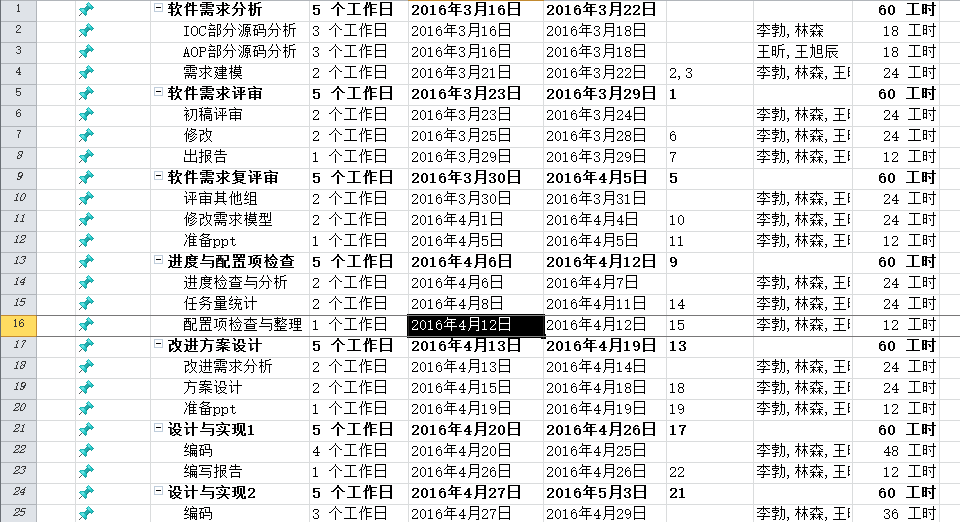 1 软件需求分析 5 个工作日 2016年3月16日 2016年3月22日 60 工时
2 IOC部分源码分析 3 个工作日 2016年3月16日 2016年3月18日 李勃,林森 18 工时
3 AOP部分源码分析 3 个工作日 2016年3月16日 2016年3月18日 王昕,王旭辰 18 工时
4 需求建模 2 个工作日 2016年3月21日 2016年3月22日 2,3 李勃,林森,王 24 工时
5 软件需求评审 5 个工作日 2016年3月23日 2016年3月29日 1 60 工时
6 初稿评审 2 个工作日 2016年3月23日 2016年3月24日 李勃,林森,王 24 工时
7 修改 2 个工作日 2016年3月25日 2016年3月28日 6 李勃,林森,王 24 工时
8 出报告 1 个工作日 2016年3月29日 2016年3月29日 7 李勃,林森,王 12 工时
9 软件需求复评审 5 个工作日 2016年3月30日 2016年4月5日 5 60 工时
10 评审其他组 2 个工作日 2016年3月30日 2016年3月31日 李勃,林森,王 24 工时
11 修改需求模型 2 个工作日 2016年4月1日 2016年4月4日 10 李勃,林森,王 24 工时
12 准备ppt 1 个工作日 2016年4月5日 2016年4月5日 11 李勃,林森,王 12 工时
13 进度与配置项检查 5 个工作日 2016年4月6日 2016年4月12日 9 60 工时
14 进度检查与分析 2 个工作日 2016年4月6日 2016年4月7日 李勃,林森,王 24 工时
15 任务量统计 2 个工作日 2016年4月8日 2016年4月11日 14 李勃,林森,王 24 工时
16 配置项检查与整理 1 个工作日 2016年4月12日 2016年4月12日 15 李勃,林森,王 12 工时
17 改进方案设计 5 个工作日 2016年4月13日 2016年4月19日 13 60 工时
18 改进需求分析 2 个工作日 2016年4月13日 2016年4月14日 李勃,林森,王 24 工时
19 方案设计 2 个工作日 2016年4月15日 2016年4月18日 18 李勃,林森,王 24 工时
20 准备ppt 1 个工作日 2016年4月19日 2016年4月19日 19 李勃,林森,王 12 工时
21 设计与实现1 5 个工作日 2016年4月20日 2016年4月26日 17 60 工时
22 编码 4 个工作日 2016年4月20日 2016年4月25日 李勃,林森,王 48 工时
23 编写报告 1 个工作日 2016年4月26日 2016年4月26日 22 李勃,林森,王 12 工时
24 设计与实现2 5 个工作日 2016年4月27日 2016年5月3日 21 60 工时
25 编码 3 个工作日 2016年4月27日 2016年4月29日 李勃,林森,王 36 工时